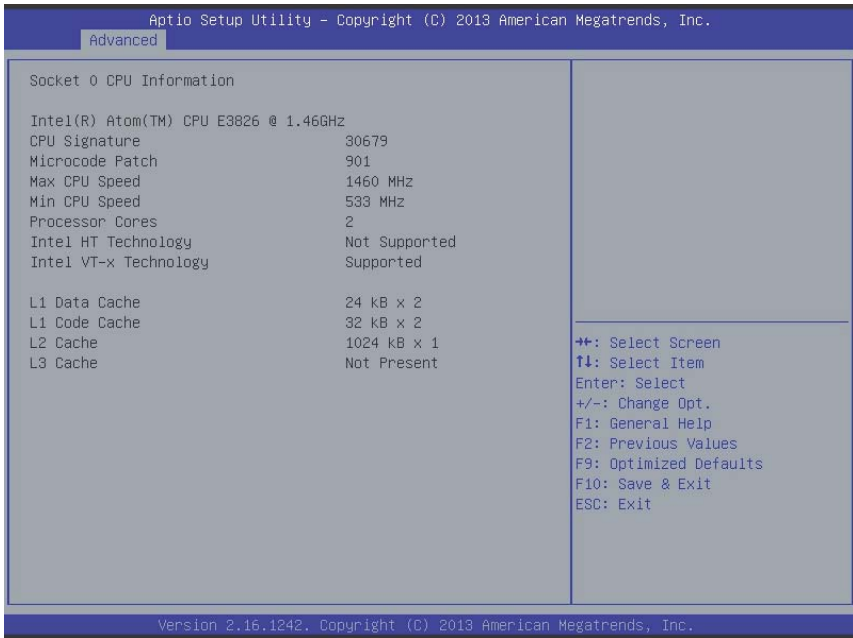 Aptio Setup Utility – Copyright (C) 2013 American Megatrends, Inc.
Advanced
Socket 0 CPU Information
Intel(R) Atom(TM) CPU E3826 @ 1.46GHz
CPU Signature 30679
Microcode Patch 901
Max CPU Speed 1460 MHz
Min CPU Speed 533 MHz
Processor Cores 2
Intel HT Technology Not Supported
Intel VT-x Technology Supported
L1 Data Cache 24 kB x 2
L1 Code Cache 32 kB x 2
L2 Cache 1024 kB x 1
L3 Cache Not Present
→←: Select Screen
↑↓: Select Item
Enter: Select
+/-: Change Opt.
F1: General Help
F2: Previous Values
F9: Optimized Defaults
F10: Save & Exit
ESC: Exit
Version 2.16.1242. Copyright (C) 2013 American Megatrends, Inc.